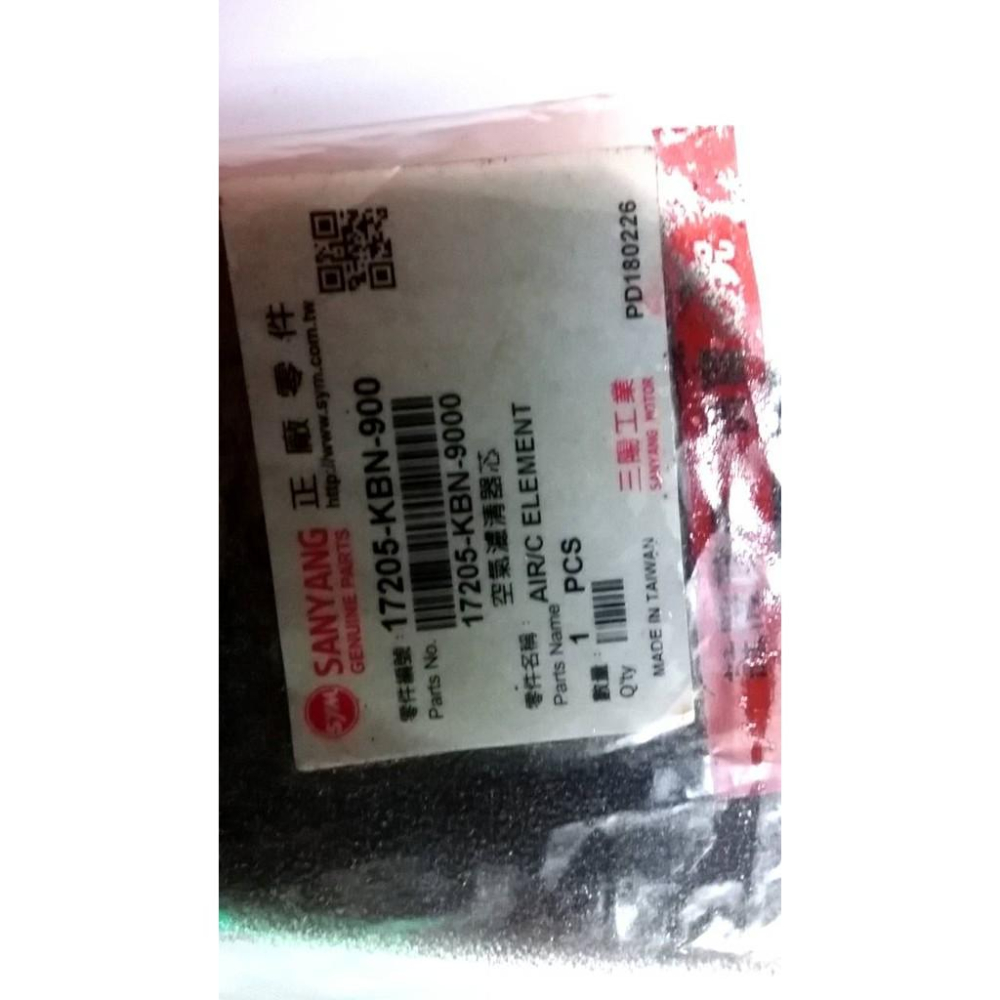 SYM SANYANG 正廠零件
GENUINE PARTS http://www.sym.com.tw
零件編號：17205-KBN-900
Parts No.
17205-KBN-9000
空氣濾清器芯
零件名稱：
Parts Name AIR/C ELEMENT
數量：1 PCS
Q'ty
三陽工業
MADE IN TAIWAN SANYANG MOTOR
PD180226